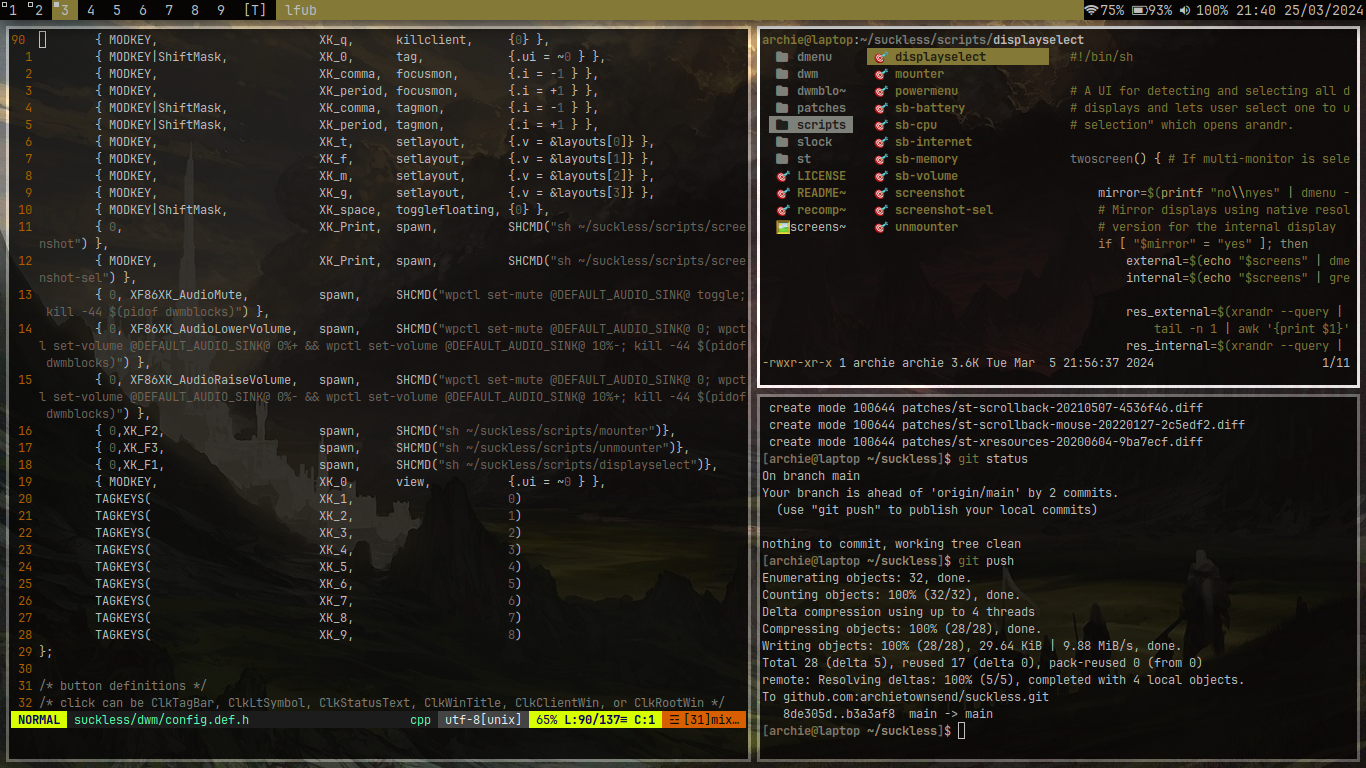 1 2 3 4 5 6 7 8 9 [T] lfub 75% 93% 100% 21:40 25/03/2024
90 { MODKEY, XK_q, killclient, {0} },
1 { MODKEY|ShiftMask, XK_0, tag, {.ui = ~0 } },
2 { MODKEY, XK_comma, focusmon, {.i = -1 } },
3 { MODKEY, XK_period, focusmon, {.i = +1 } },
4 { MODKEY|ShiftMask, XK_comma, tagmon, {.i = -1 } },
5 { MODKEY|ShiftMask, XK_period, tagmon, {.i = +1 } },
6 { MODKEY, XK_t, setlayout, {.v = &layouts[0]} },
7 { MODKEY, XK_f, setlayout, {.v = &layouts[1]} },
8 { MODKEY, XK_m, setlayout, {.v = &layouts[2]} },
9 { MODKEY, XK_g, setlayout, {.v = &layouts[3]} },
10 { MODKEY|ShiftMask, XK_space, togglefloating, {0} },
11 { 0, XK_Print, spawn, SHCMD("sh ~/suckless/scripts/scree
nshot") },
12 { MODKEY, XK_Print, spawn, SHCMD("sh ~/suckless/scripts/scree
nshot-sel") },
13 { 0, XF86XK_AudioMute, spawn, SHCMD("wpctl set-mute @DEFAULT_AUDIO_SINK@ toggle;
kill -44 $(pidof dwmblocks)") },
14 { 0, XF86XK_AudioLowerVolume, spawn, SHCMD("wpctl set-mute @DEFAULT_AUDIO_SINK@ 0; wpct
l set-volume @DEFAULT_AUDIO_SINK@ 0%+ && wpctl set-volume @DEFAULT_AUDIO_SINK@ 10%-; kill -44 $(pidof
dwmblocks)") },
15 { 0, XF86XK_AudioRaiseVolume, spawn, SHCMD("wpctl set-mute @DEFAULT_AUDIO_SINK@ 0; wpct
l set-volume @DEFAULT_AUDIO_SINK@ 0%- && wpctl set-volume @DEFAULT_AUDIO_SINK@ 10%+; kill -44 $(pidof
dwmblocks)") },
16 { 0,XK_F2, spawn, SHCMD("sh ~/suckless/scripts/mounter")},
17 { 0,XK_F3, spawn, SHCMD("sh ~/suckless/scripts/unmounter")},
18 { 0,XK_F1, spawn, SHCMD("sh ~/suckless/scripts/displayselect")},
19 { MODKEY, XK_0, view, {.ui = ~0 } },
20 TAGKEYS( XK_1, 0)
21 TAGKEYS( XK_2, 1)
22 TAGKEYS( XK_3, 2)
23 TAGKEYS( XK_4, 3)
24 TAGKEYS( XK_5, 4)
25 TAGKEYS( XK_6, 5)
26 TAGKEYS( XK_7, 6)
27 TAGKEYS( XK_8, 7)
28 TAGKEYS( XK_9, 8)
29 };
30
31 /* button definitions */
32 /* click can be ClkTagBar, ClkLtSymbol, ClkStatusText, ClkWinTitle, ClkClientWin, or ClkRootWin */
NORMAL suckless/dwm/config.def.h cpp utf-8[unix] 65% L:90/137≡ C:1 ☲ [31]mix…
archie@laptop:~/suckless/scripts/displayselect
dmenu displayselect #!/bin/sh
dwm mounter
dwmblo~ powermenu # A UI for detecting and selecting all d
patches sb-battery # displays and lets user select one to u
scripts sb-cpu # selection" which opens arandr.
slock sb-internet
st sb-memory twoscreen() { # If multi-monitor is sele
LICENSE sb-volume
README~ screenshot mirror=$(printf "no\\nyes" | dmenu -
recomp~ screenshot-sel # Mirror displays using native resol
screens~ unmounter # version for the internal display
if [ "$mirror" = "yes" ]; then
external=$(echo "$screens" | dme
internal=$(echo "$screens" | gre
res_external=$(xrandr --query |
tail -n 1 | awk '{print $1}'
res_internal=$(xrandr --query |
-rwxr-xr-x 1 archie archie 3.6K Tue Mar  5 21:56:37 2024 1/11
create mode 100644 patches/st-scrollback-20210507-4536f46.diff
create mode 100644 patches/st-scrollback-mouse-20220127-2c5edf2.diff
create mode 100644 patches/st-xresources-20200604-9ba7ecf.diff
[archie@laptop ~/suckless]$ git status
On branch main
Your branch is ahead of 'origin/main' by 2 commits.
(use "git push" to publish your local commits)
nothing to commit, working tree clean
[archie@laptop ~/suckless]$ git push
Enumerating objects: 32, done.
Counting objects: 100% (32/32), done.
Delta compression using up to 4 threads
Compressing objects: 100% (28/28), done.
Writing objects: 100% (28/28), 29.64 KiB | 9.88 MiB/s, done.
Total 28 (delta 5), reused 17 (delta 0), pack-reused 0 (from 0)
remote: Resolving deltas: 100% (5/5), completed with 4 local objects.
To github.com:archietownsend/suckless.git
8de305d..b3a3af8  main -> main
[archie@laptop ~/suckless]$